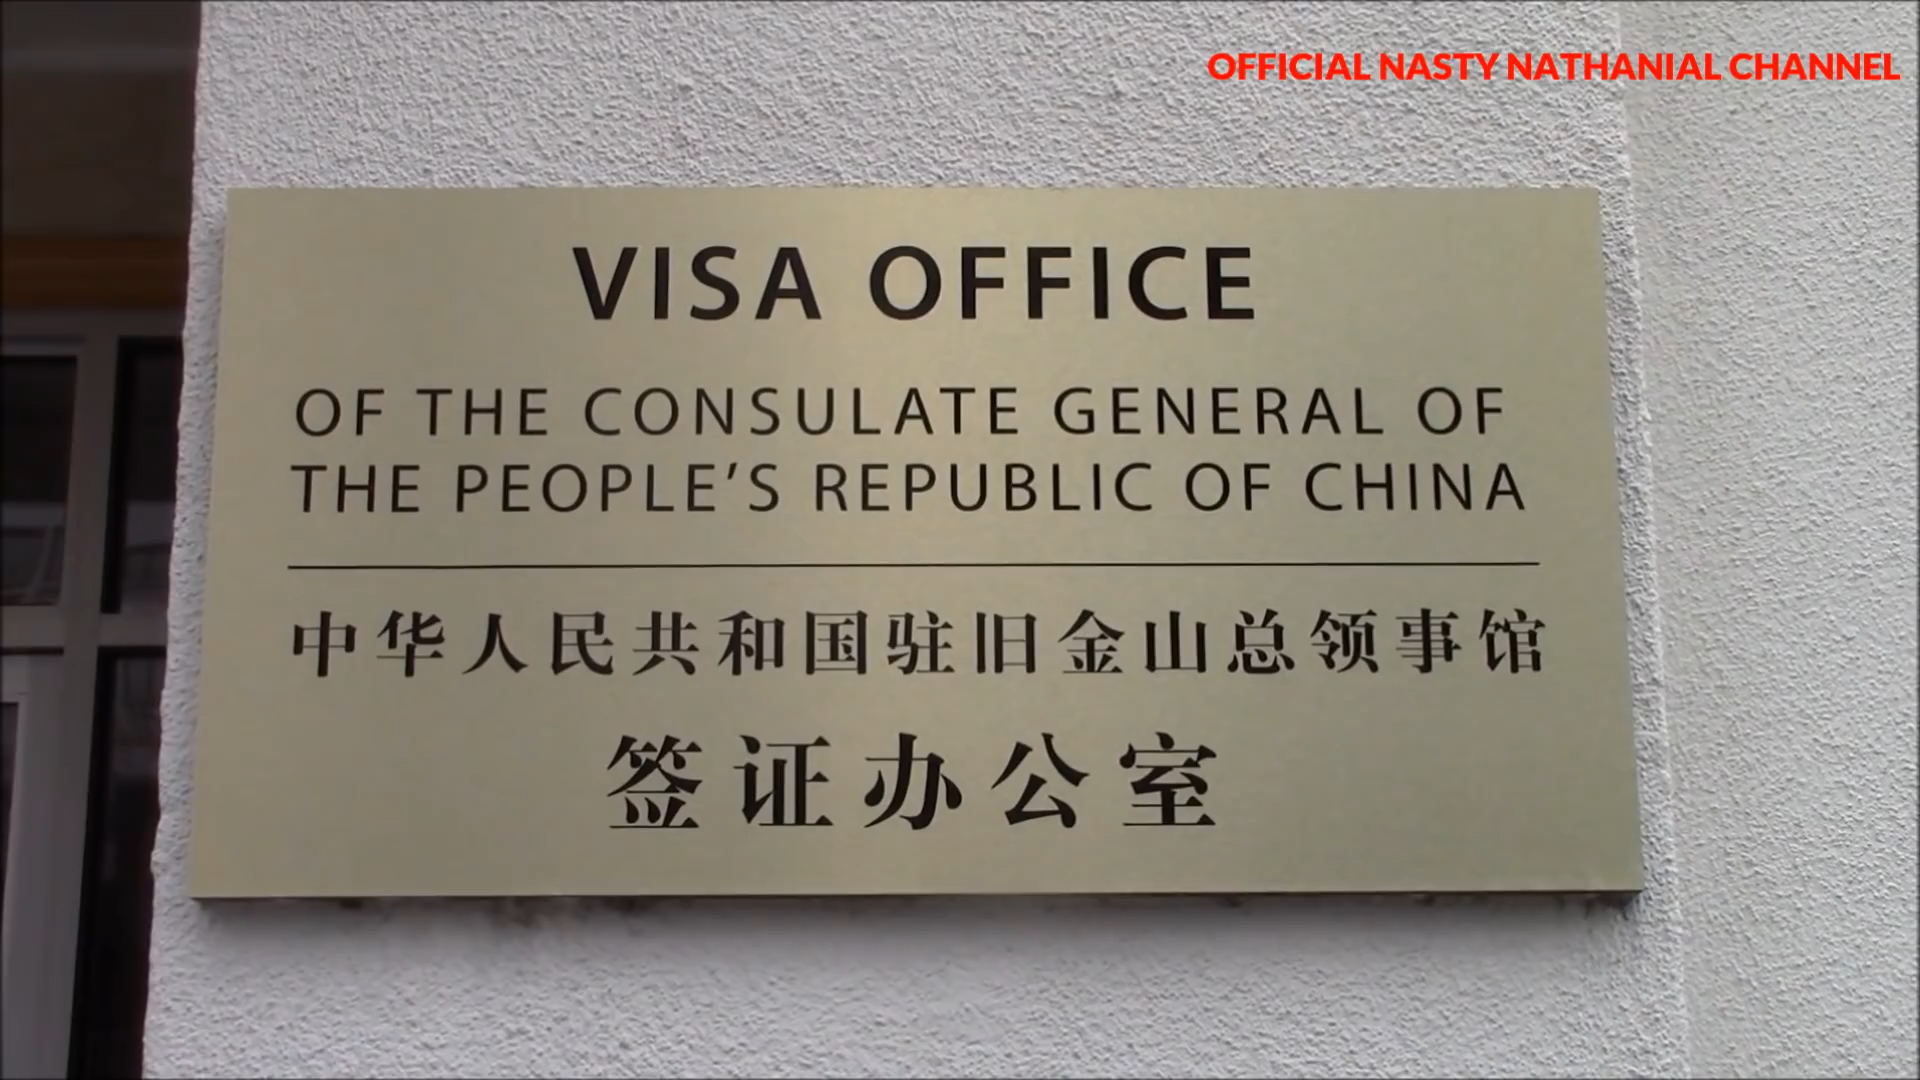 OFFICIAL NASTY NATHANIAL CHANNEL
VISA OFFICE
OF THE CONSULATE GENERAL OF
THE PEOPLE'S REPUBLIC OF CHINA
中华人民共和国驻旧金山总领事馆
签证办公室